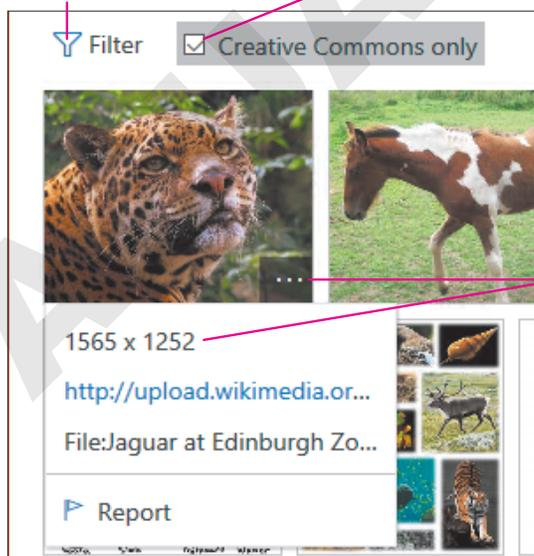 Filter
Creative Commons only
...
1565 x 1252
http://upload.wikimedia.or...
File:Jaguar at Edinburgh Zo...
Report